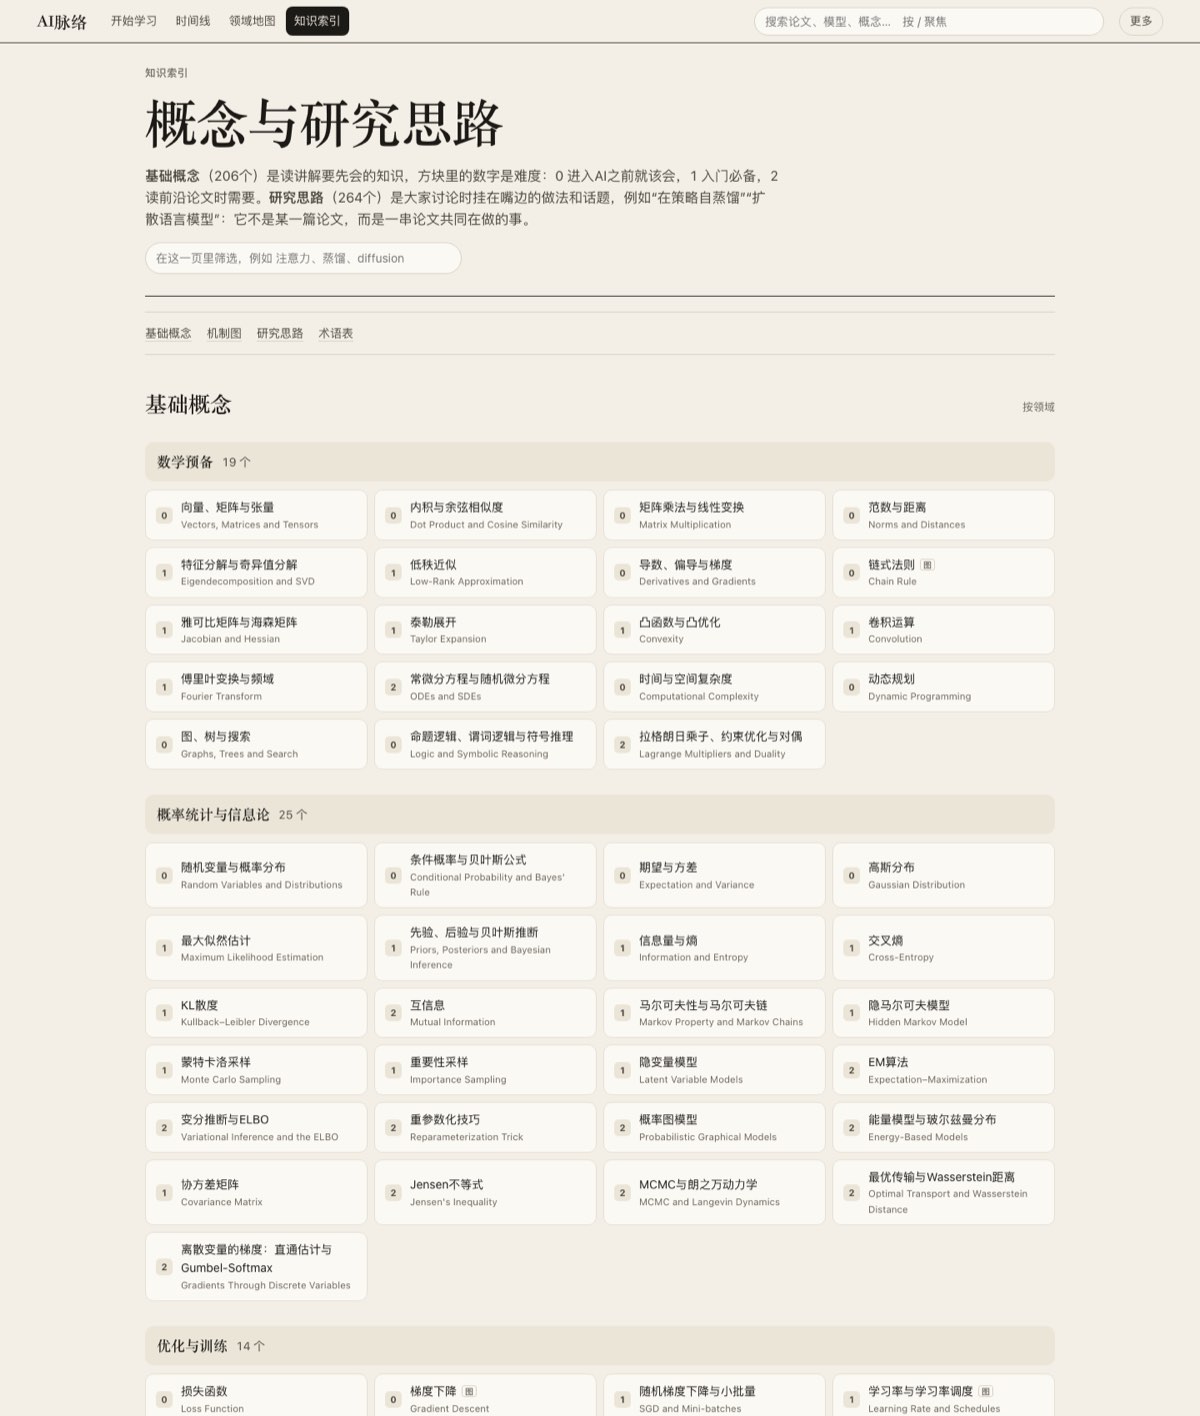 AI脉络 开始学习 时间线 领域地图 知识索引 搜索论文、模型、概念… 按 / 聚焦 更多
知识索引
概念与研究思路
基础概念（206个）是读讲解要先会的知识，方块里的数字是难度：0 进入AI之前就该会，1 入门必备，2
读前沿论文时需要。研究思路（264个）是大家讨论时挂在嘴边的做法和话题，例如“在策略自蒸馏”“扩
散语言模型”：它不是某一篇论文，而是一串论文共同在做的事。
在这一页里筛选，例如 注意力、蒸馏、diffusion
基础概念 机制图 研究思路 术语表
基础概念 按领域
数学预备 19 个
0 向量、矩阵与张量
Vectors, Matrices and Tensors
0 内积与余弦相似度
Dot Product and Cosine Similarity
0 矩阵乘法与线性变换
Matrix Multiplication
0 范数与距离
Norms and Distances
1 特征分解与奇异值分解
Eigendecomposition and SVD
1 低秩近似
Low-Rank Approximation
0 导数、偏导与梯度
Derivatives and Gradients
0 链式法则 图
Chain Rule
1 雅可比矩阵与海森矩阵
Jacobian and Hessian
1 泰勒展开
Taylor Expansion
1 凸函数与凸优化
Convexity
1 卷积运算
Convolution
1 傅里叶变换与频域
Fourier Transform
2 常微分方程与随机微分方程
ODEs and SDEs
0 时间与空间复杂度
Computational Complexity
0 动态规划
Dynamic Programming
0 图、树与搜索
Graphs, Trees and Search
0 命题逻辑、谓词逻辑与符号推理
Logic and Symbolic Reasoning
2 拉格朗日乘子、约束优化与对偶
Lagrange Multipliers and Duality
概率统计与信息论 25 个
0 随机变量与概率分布
Random Variables and Distributions
0 条件概率与贝叶斯公式
Conditional Probability and Bayes'
Rule
0 期望与方差
Expectation and Variance
0 高斯分布
Gaussian Distribution
1 最大似然估计
Maximum Likelihood Estimation
1 先验、后验与贝叶斯推断
Priors, Posteriors and Bayesian
Inference
1 信息量与熵
Information and Entropy
1 交叉熵
Cross-Entropy
1 KL散度
Kullback–Leibler Divergence
2 互信息
Mutual Information
1 马尔可夫性与马尔可夫链
Markov Property and Markov Chains
1 隐马尔可夫模型
Hidden Markov Model
1 蒙特卡洛采样
Monte Carlo Sampling
1 重要性采样
Importance Sampling
1 隐变量模型
Latent Variable Models
2 EM算法
Expectation–Maximization
2 变分推断与ELBO
Variational Inference and the ELBO
2 重参数化技巧
Reparameterization Trick
2 概率图模型
Probabilistic Graphical Models
2 能量模型与玻尔兹曼分布
Energy-Based Models
1 协方差矩阵
Covariance Matrix
2 Jensen不等式
Jensen's Inequality
2 MCMC与朗之万动力学
MCMC and Langevin Dynamics
2 最优传输与Wasserstein距离
Optimal Transport and Wasserstein
Distance
2 离散变量的梯度：直通估计与
Gumbel-Softmax
Gradients Through Discrete Variables
优化与训练 14 个
0 损失函数
Loss Function
0 梯度下降 图
Gradient Descent
1 随机梯度下降与小批量
SGD and Mini-batches
1 学习率与学习率调度 图
Learning Rate and Schedules